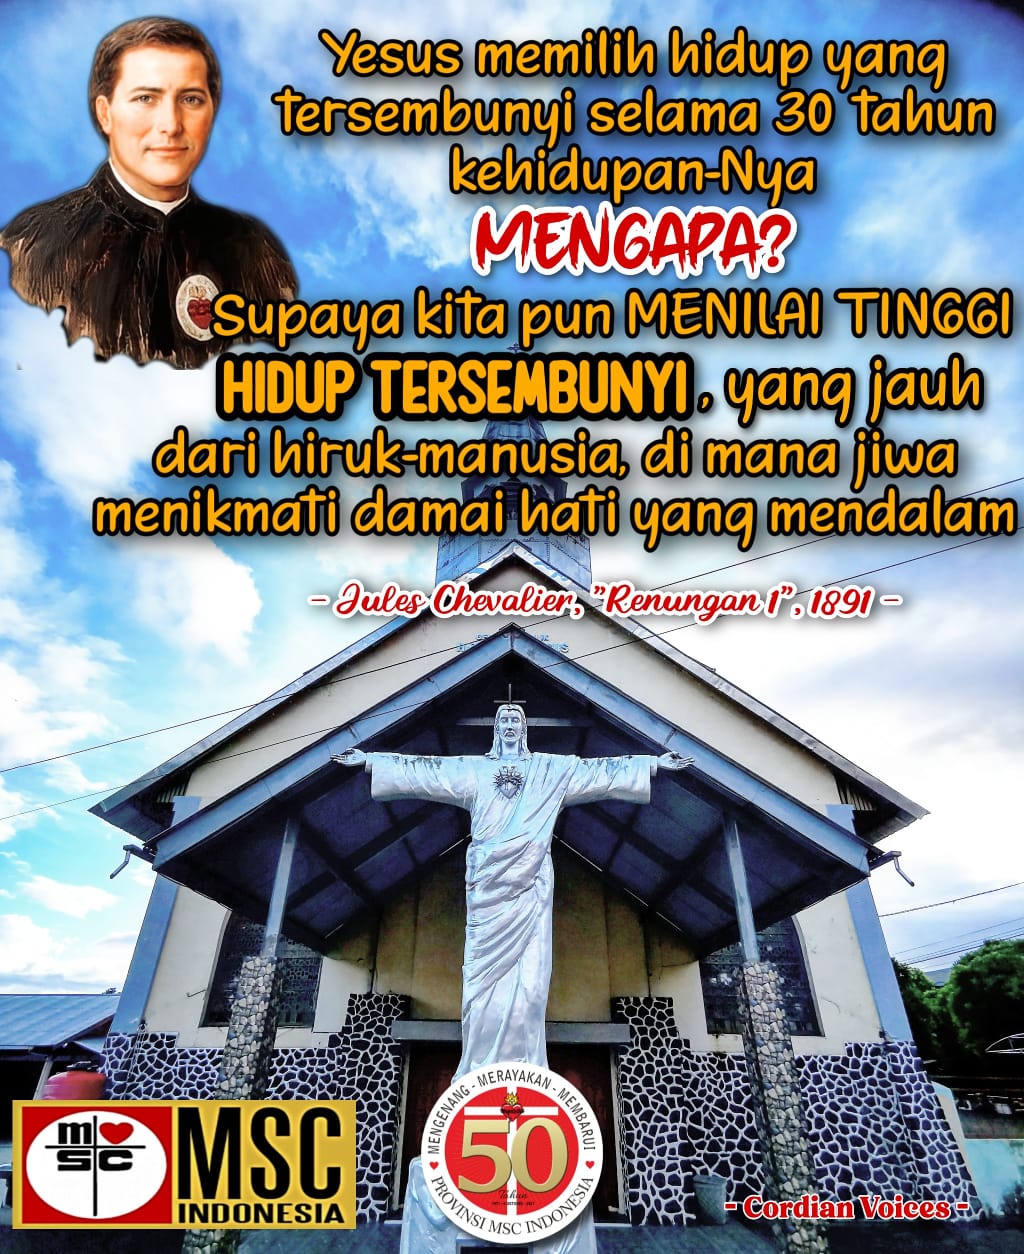 Yesus memilih hidup yang
tersembunyi selama 30 tahun
kehidupan-Nya
MENGAPA?
Supaya kita pun MENILAI TINGGI
HIDUP TERSEMBUNYI, yang jauh
dari hiruk-manusia, di mana jiwa
menikmati damai hati yang mendalam
- Jules Chevalier, "Renungan 1", 1891 -
msc
MSC
INDONESIA
MENGENANG - MERAYAKAN - MEMBARUI
50
Tahun
PROVINSI MSC INDONESIA
- Cordian Voices -